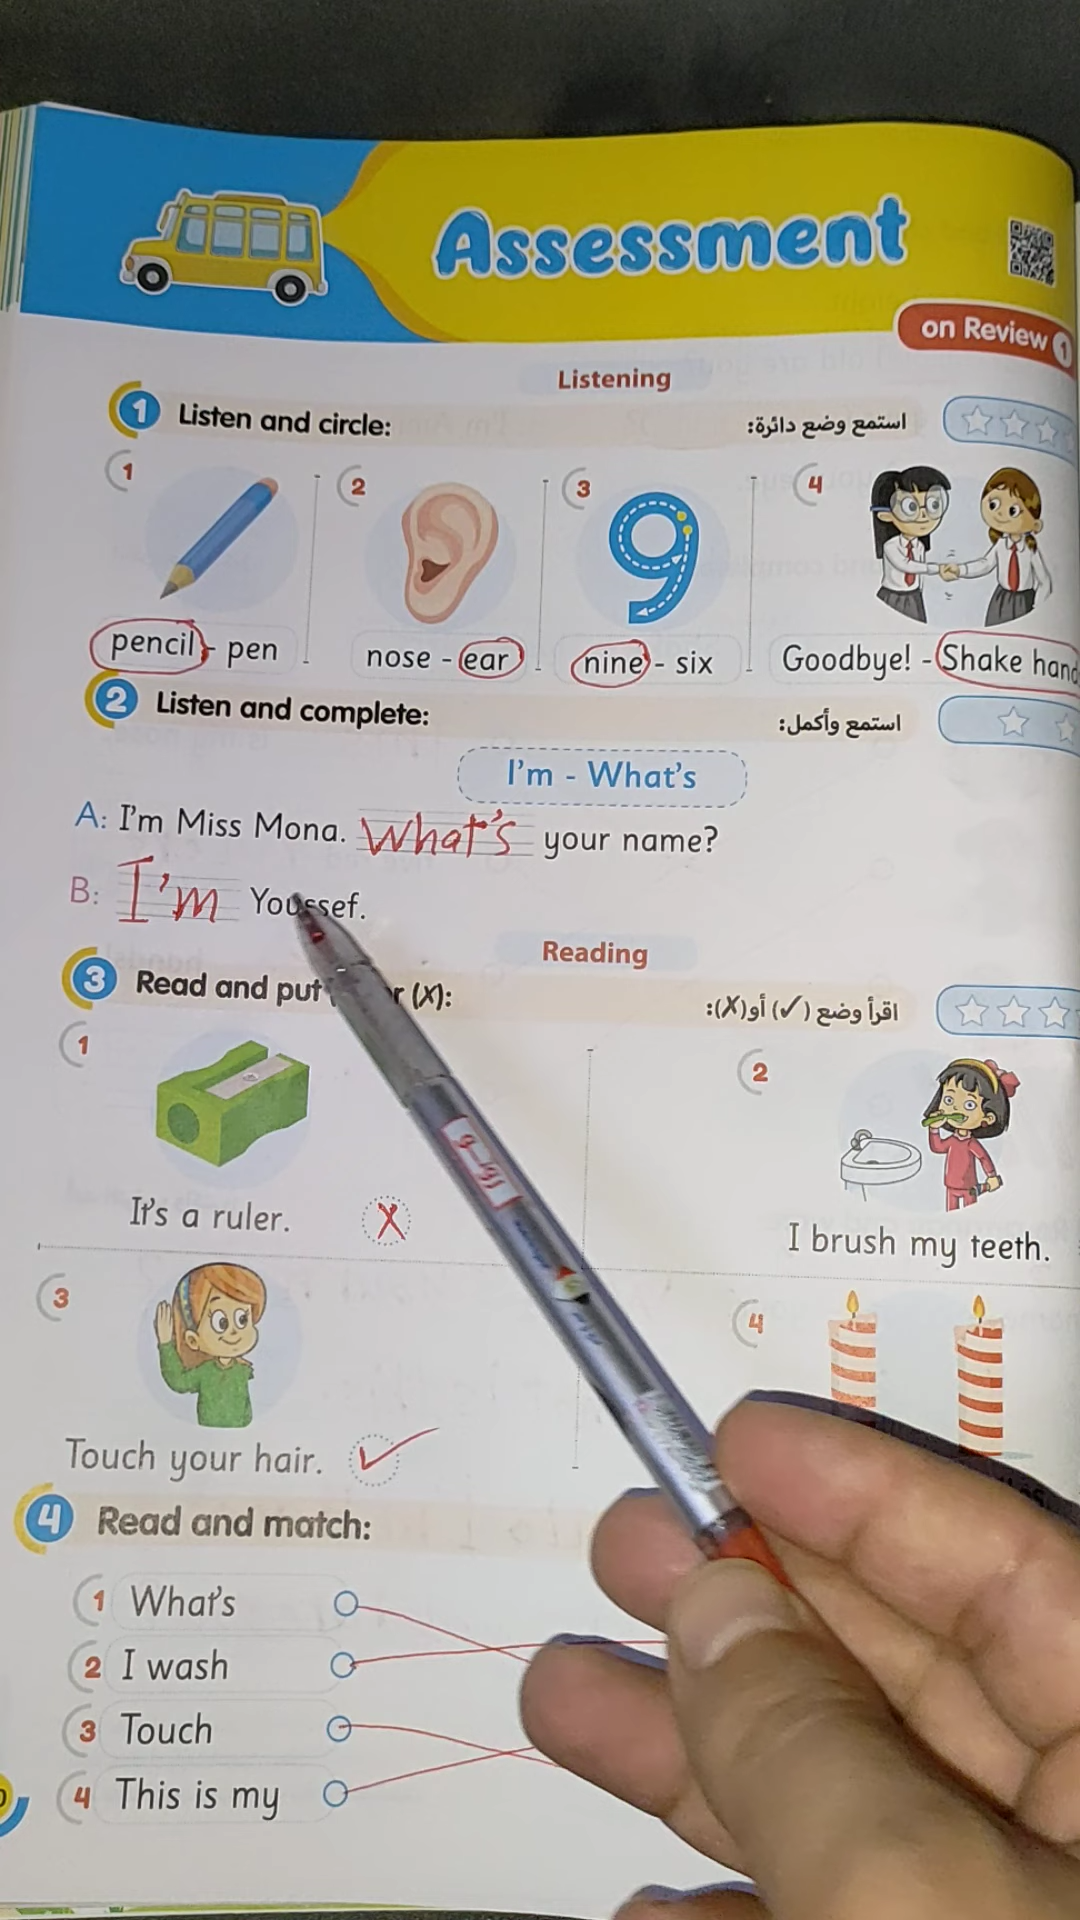 Assessment
on Review 1
Listening
1 Listen and circle: استمع وضع دائرة:
1 2 3 4
9
pencil - pen nose - ear nine - six Goodbye! - Shake hand
2 Listen and complete: استمع وأكمل:
I'm - What's
A: I'm Miss Mona. What's your name?
B: I'm Youssef.
Reading
3 Read and put r (X): اقرأ وضع (✓) أو (X):
1 2
It's a ruler. X I brush my teeth.
3 4
Touch your hair. ✓
4 Read and match:
1 What's
2 I wash
3 Touch
4 This is my